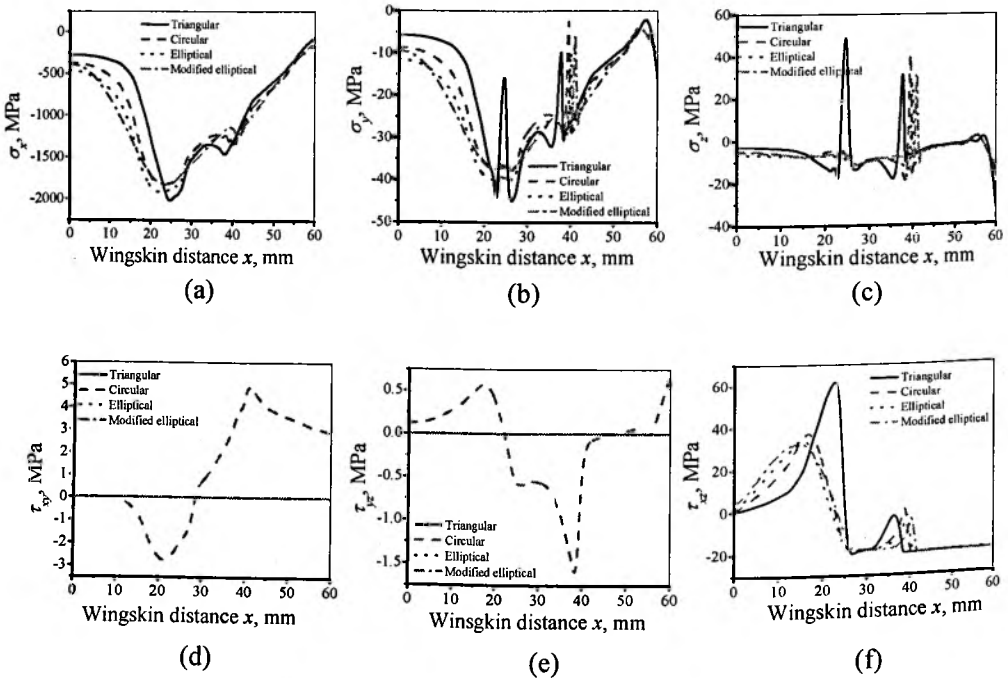 Triangular
Circular
Elliptical
Modified elliptical
0
-500
-1000
-1500
-2000
σx, MPa
0 10 20 30 40 50 60
Wingskin distance x, mm
(a)
0
-10
-20
-30
-40
-50
σy, MPa
Triangular
Circular
Elliptical
Modified elliptical
0 10 20 30 40 50 60
Wingskin distance x, mm
(b)
60
40
20
0
-20
-40
σz, MPa
Triangular
Circular
Elliptical
Modified elliptical
0 10 20 30 40 50 60
Wingskin distance x, mm
(c)
6
5
4
3
2
1
0
-1
-2
-3
τxy, MPa
Triangular
Circular
Elliptical
Modified elliptical
0 10 20 30 40 50 60
Wingskin distance x, mm
(d)
0.5
0.0
-0.5
-1.0
-1.5
τyz, MPa
Triangular
Circular
Elliptical
Modified elliptical
0 10 20 30 40 50 60
Winsgkin distance x, mm
(e)
60
40
20
0
-20
τxz, MPa
Triangular
Circular
Elliptical
Modified elliptical
0 10 20 30 40 50 60
Wingskin distance x, mm
(f)